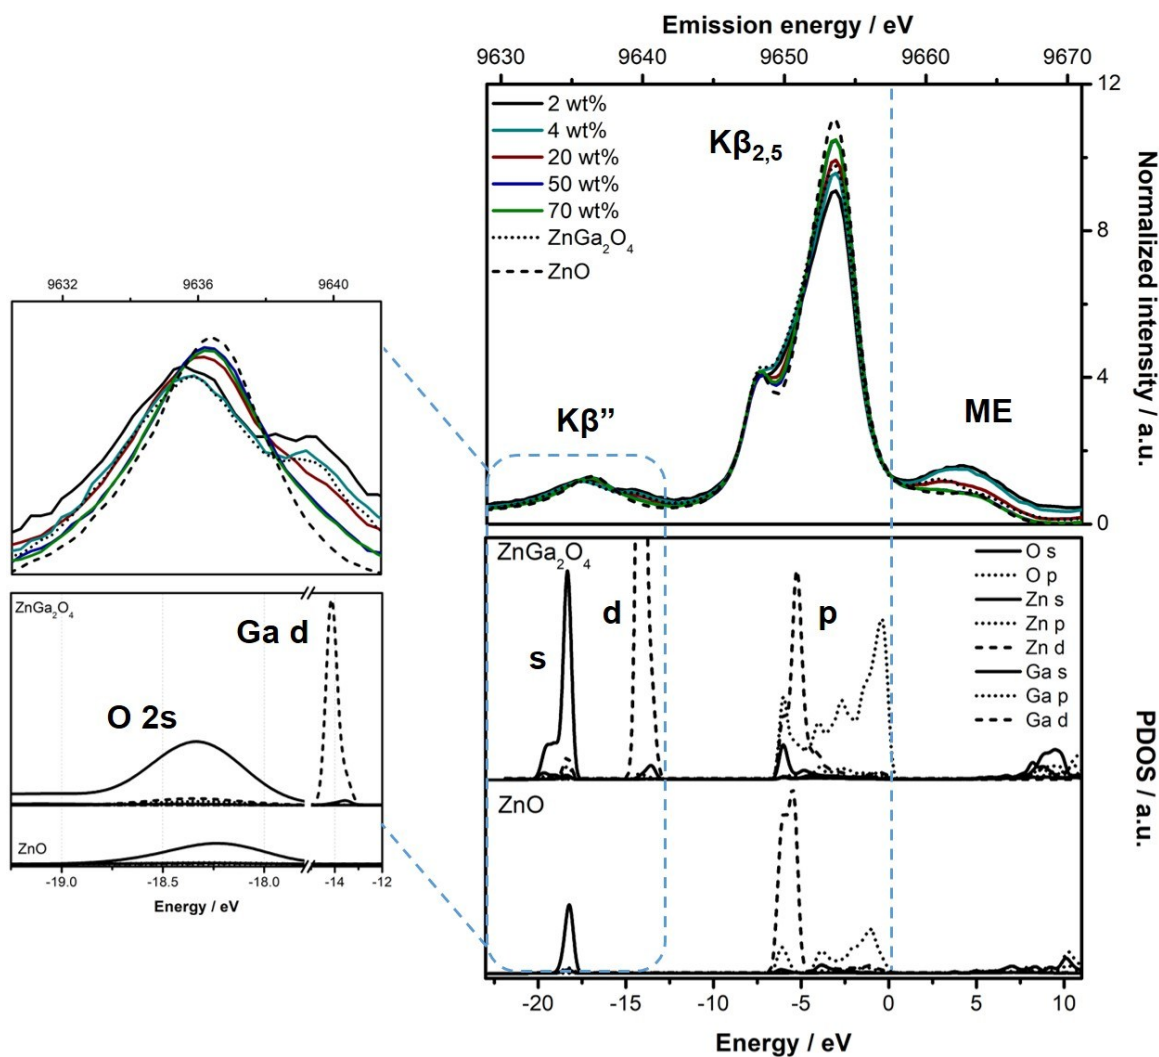 Emission energy / eV
9630 9640 9650 9660 9670
2 wt%
4 wt%
20 wt%
50 wt%
70 wt%
ZnGa₂O₄
ZnO
Kβ₂,₅
Kβ”
ME
12
8
4
0
Normalized intensity / a.u.
9632 9636 9640
ZnGa₂O₄
Ga d
O 2s
ZnO
-19.0 -18.5 -18.0 -14 -12
Energy / eV
ZnGa₂O₄
s
d
p
O s
O p
Zn s
Zn p
Zn d
Ga s
Ga p
Ga d
ZnO
PDOS / a.u.
-20 -15 -10 -5 0 5 10
Energy / eV